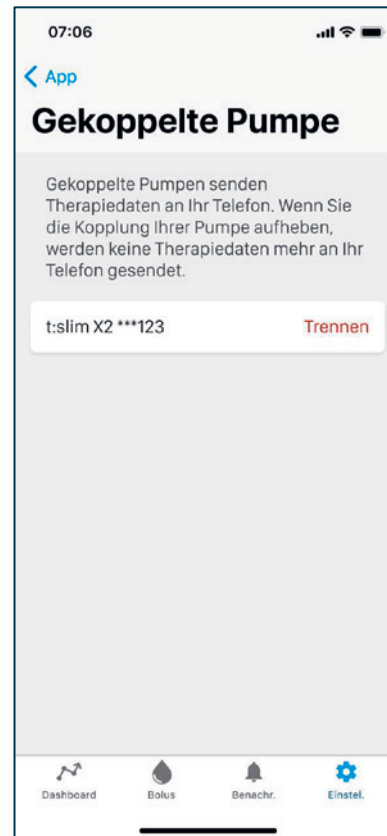 07:06
App
Gekoppelte Pumpe
Gekoppelte Pumpen senden
Therapiedaten an Ihr Telefon. Wenn Sie
die Kopplung Ihrer Pumpe aufheben,
werden keine Therapiedaten mehr an Ihr
Telefon gesendet.
t:slim X2 ***123 Trennen
Dashboard Bolus Benachr. Einstel.